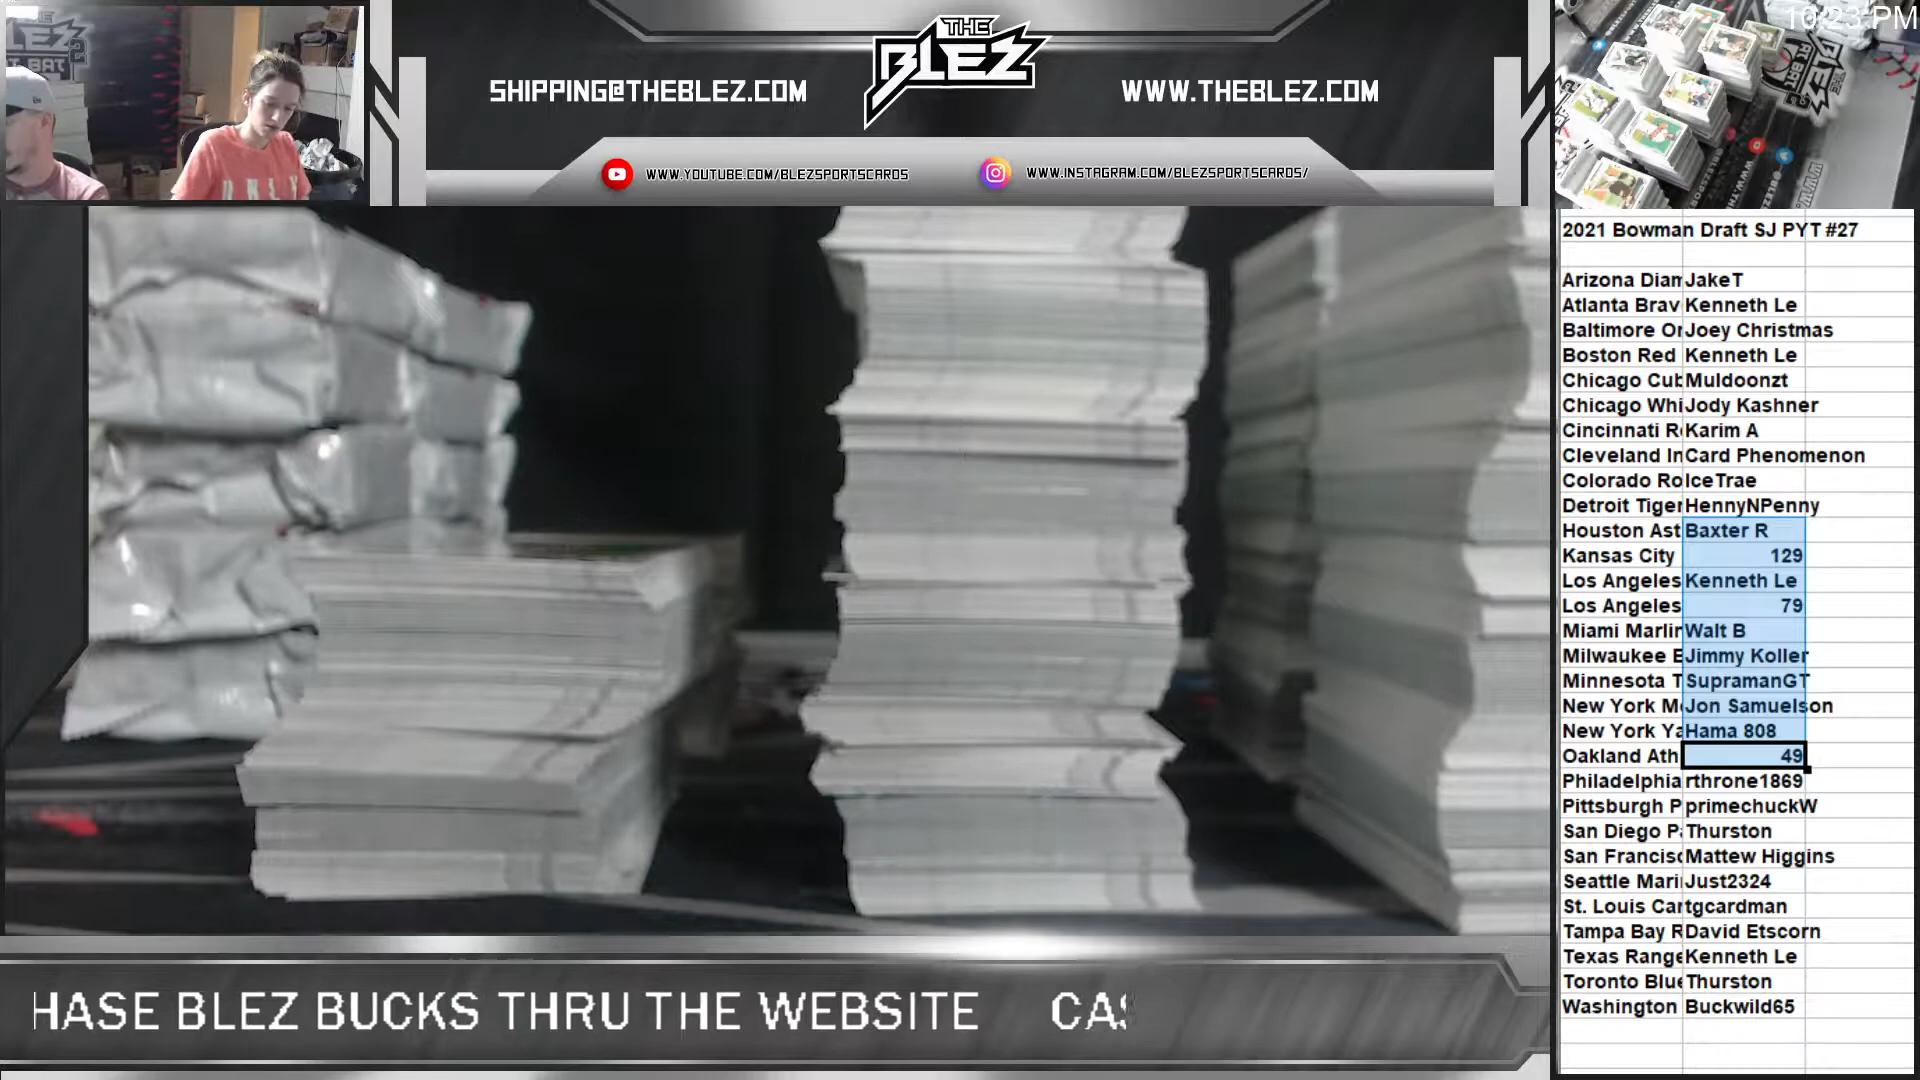 10:23 PM
THE
BLEZ
SHIPPING@THEBLEZ.COM
WWW.THEBLEZ.COM
WWW.YOUTUBE.COM/BLEZSPORTSCARDS
WWW.INSTAGRAM.COM/BLEZSPORTSCARDS/
2021 Bowman Draft SJ PYT #27
Arizona Diam JakeT
Atlanta Brav Kenneth Le
Baltimore Or Joey Christmas
Boston Red Kenneth Le
Chicago Cub Muldoonzt
Chicago Whi Jody Kashner
Cincinnati Re Karim A
Cleveland In Card Phenomenon
Colorado Ro IceTrae
Detroit Tiger HennyNPenny
Houston Ast Baxter R
Kansas City 129
Los Angeles Kenneth Le
Los Angeles 79
Miami Marlin Walt B
Milwaukee B Jimmy Koller
Minnesota T SupramanGT
New York Me Jon Samuelson
New York Ya Hama 808
Oakland Ath 49
Philadelphia rthrone1869
Pittsburgh P primechuckW
San Diego Pa Thurston
San Francisc Mattew Higgins
Seattle Mari Just2324
St. Louis Car tgcardman
Tampa Bay R David Etscorn
Texas Range Kenneth Le
Toronto Blue Thurston
Washington Buckwild65
HASE BLEZ BUCKS THRU THE WEBSITE CAS